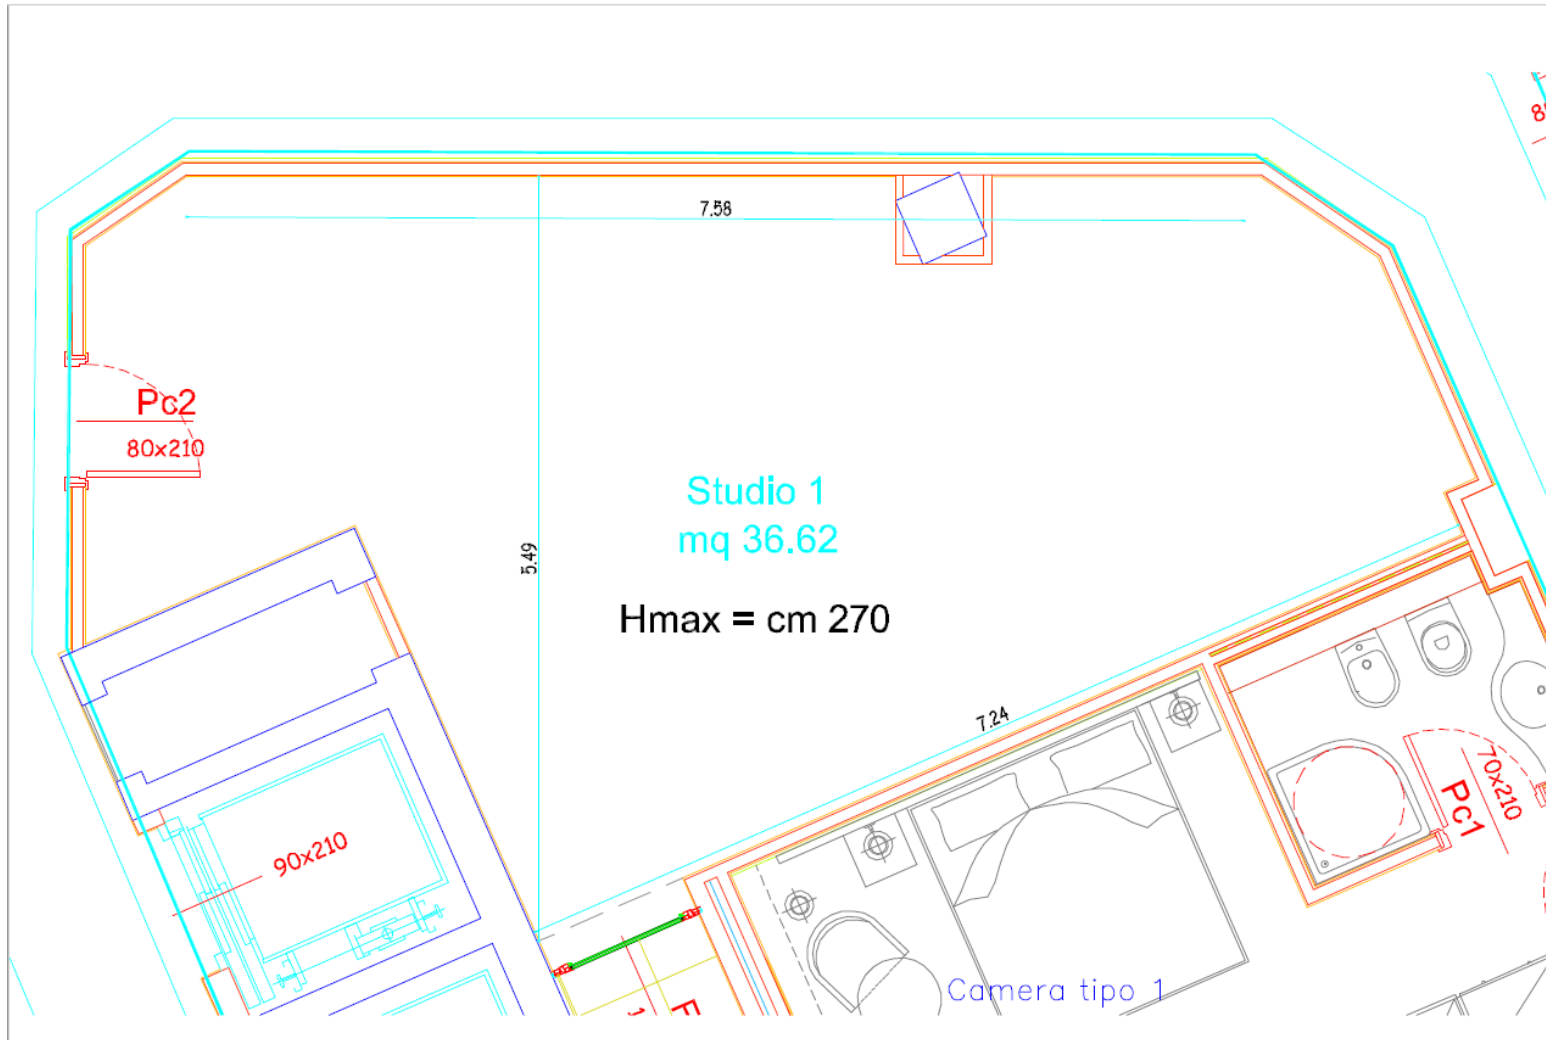 7.58
Pc2
80x210
Studio 1
mq 36.62
5.49
Hmax = cm 270
7.24
70x210
Pc1
90x210
Camera tipo 1